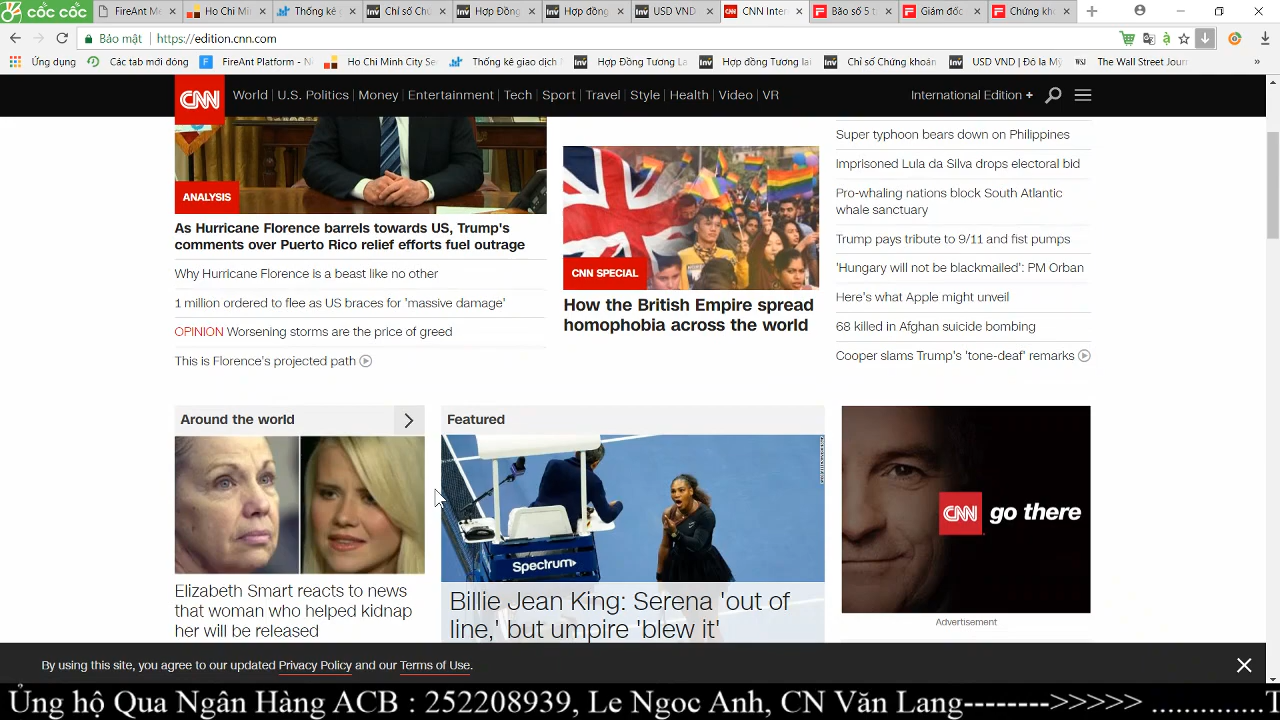 cốc cốc
FireAnt Me
Ho Chi Min
Thống kê g
Chỉ số Chứ
Hợp Đồng
Hợp đồng
USD VND
CNN Inter
Báo số 5 s
Giám đốc
Chứng kh
Bảo mật
https://edition.cnn.com
Ứng dụng
Các tab mới đóng
FireAnt Platform - N
Ho Chi Minh City Se
Thống kê giao dịch
Hợp Đồng Tương La
Hợp đồng Tương lai
Chỉ số Chứng khoán
USD VND | Đô la Mỹ
WSJ
The Wall Street Jour
CNN
World
U.S. Politics
Money
Entertainment
Tech
Sport
Travel
Style
Health
Video
VR
International Edition +
ANALYSIS
As Hurricane Florence barrels towards US, Trump's
comments over Puerto Rico relief efforts fuel outrage
Why Hurricane Florence is a beast like no other
1 million ordered to flee as US braces for 'massive damage'
OPINION Worsening storms are the price of greed
This is Florence's projected path
CNN SPECIAL
How the British Empire spread
homophobia across the world
Super typhoon bears down on Philippines
Imprisoned Lula da Silva drops electoral bid
Pro-whaling nations block South Atlantic
whale sanctuary
Trump pays tribute to 9/11 and fist pumps
'Hungary will not be blackmailed': PM Orban
Here's what Apple might unveil
68 killed in Afghan suicide bombing
Cooper slams Trump's 'tone-deaf' remarks
Around the world
Elizabeth Smart reacts to news
that woman who helped kidnap
her will be released
Featured
Spectrum
Billie Jean King: Serena 'out of
line,' but umpire 'blew it'
CNN go there
Advertisement
By using this site, you agree to our updated Privacy Policy and our Terms of Use.
Ủng hộ Qua Ngân Hàng ACB : 252208939, Le Ngoc Anh, CN Văn Lang-------->>>>> ..............T